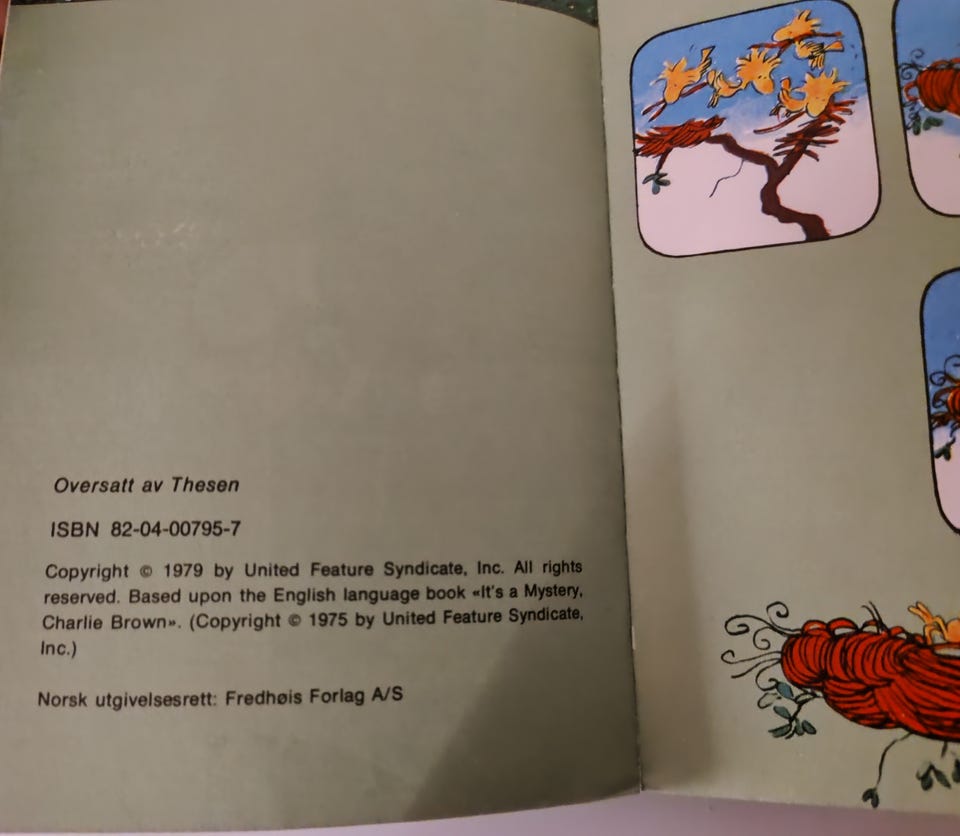 Oversatt av Thesen
ISBN 82-04-00795-7
Copyright © 1979 by United Feature Syndicate, Inc. All rights
reserved. Based upon the English language book «It's a Mystery,
Charlie Brown». (Copyright © 1975 by United Feature Syndicate,
Inc.)
Norsk utgivelsesrett: Fredhøis Forlag A/S